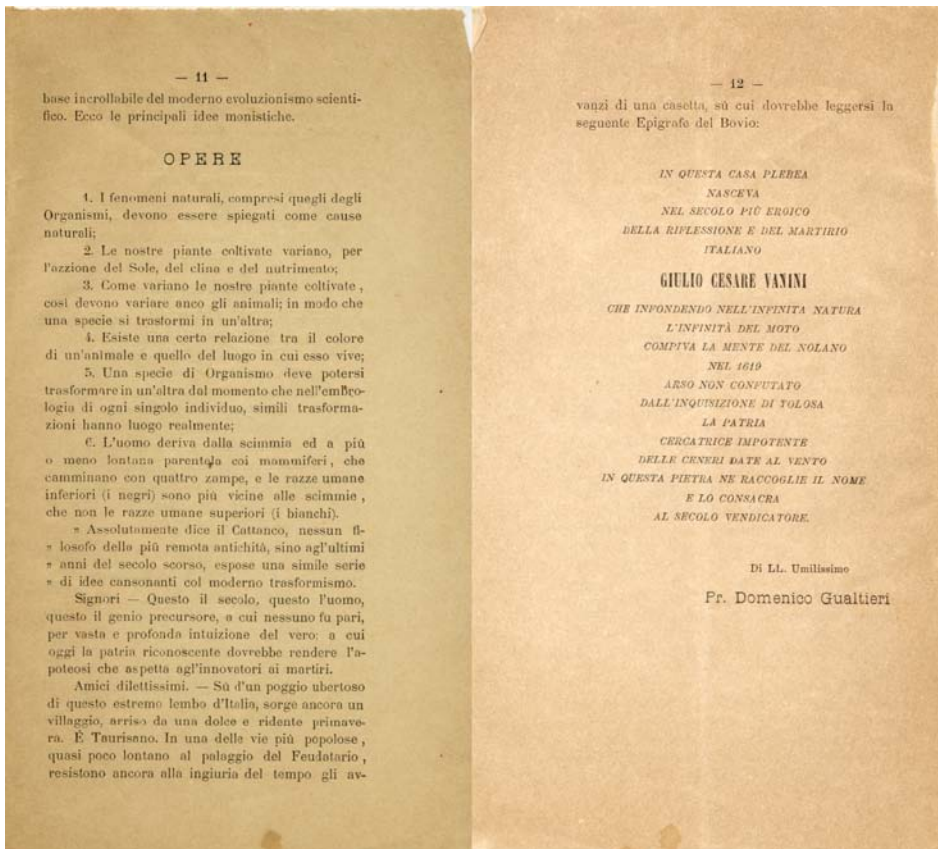 — 11 —
base incrollabile del moderno evoluzionismo scienti-
fico. Ecco le principali idee monistiche.
OPERE
1. I fenomeni naturali, compresi quegli degli
Organismi, devono essere spiegati come cause
naturali;
2. Le nostre piante coltivate variano, per
l'azzione del Sole, del clina e del nutrimento;
3. Come variano le nostre piante coltivate,
così devono variare anco gli animali; in modo che
una specie si trasformi in un'altra;
4. Esiste una certa relazione tra il colore
di un'animale e quello del luogo in cui esso vive;
5. Una specie di Organismo deve potersi
trasformare in un'altra dal momento che nell'embro-
logia di ogni singolo individuo, simili trasforma-
zioni hanno luogo realmente;
6. L'uomo deriva dalla scimmia ed a più
o meno lontana parentela coi mammiferi, che
camminano con quattro zampe, e le razze umane
inferiori (i negri) sono più vicine alle scimmie,
che non le razze umane superiori (i bianchi).
» Assolutamente dice il Cattaneo, nessun fi-
» losofo della più remota antichità, sino agl'ultimi
» anni del secolo scorso, espose una simile serie
» di idee cansonanti col moderno trasformismo.
Signori — Questo il secolo, questo l'uomo,
questo il genio precursore, a cui nessuno fu pari,
per vasta e profonda intuizione del vero: a cui
oggi la patria riconoscente dovrebbe rendere l'a-
poteosi che aspetta agl'innovatori ai martiri.
Amici dilettissimi. — Sù d'un poggio ubertoso
di questo estremo lembo d'Italia, sorge ancora un
villaggio, arriso da una dolce e ridente primave-
ra. È Taurisano. In una delle vie più popolose,
quasi poco lontano al palaggio del Feudatario,
resistono ancora alla ingiuria del tempo gli av-
— 12 —
vanzi di una casetta, sù cui dovrebbe leggersi la
seguente Epigrafe del Bovio:
IN QUESTA CASA PLEBEA
NASCEVA
NEL SECOLO PIÙ EROICO
DELLA RIFLESSIONE E DEL MARTIRIO
ITALIANO
GIULIO CESARE VANINI
CHE INFONDENDO NELL'INFINITA NATURA
L'INFINITÀ DEL MOTO
COMPIVA LA MENTE DEL NOLANO
NEL 1619
ARSO NON CONFUTATO
DALL'INQUISIZIONE DI TOLOSA
LA PATRIA
CERCATRICE IMPOTENTE
DELLE CENERI DATE AL VENTO
IN QUESTA PIETRA NE RACCOGLIE IL NOME
E LO CONSACRA
AL SECOLO VENDICATORE.
Di LL. Umilissimo
Pr. Domenico Gualtieri